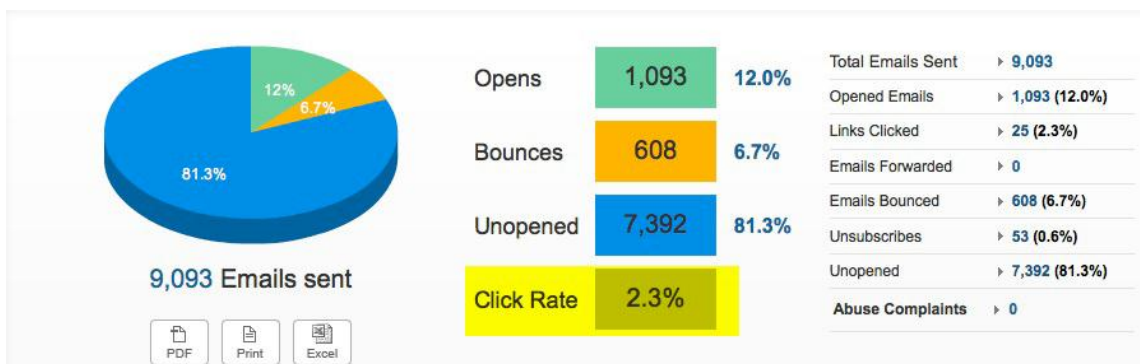 12%
6.7%
81.3%
9,093 Emails sent
PDF
Print
Excel
Opens 1,093 12.0%
Bounces 608 6.7%
Unopened 7,392 81.3%
Click Rate 2.3%
Total Emails Sent 9,093
Opened Emails 1,093 (12.0%)
Links Clicked 25 (2.3%)
Emails Forwarded 0
Emails Bounced 608 (6.7%)
Unsubscribes 53 (0.6%)
Unopened 7,392 (81.3%)
Abuse Complaints 0